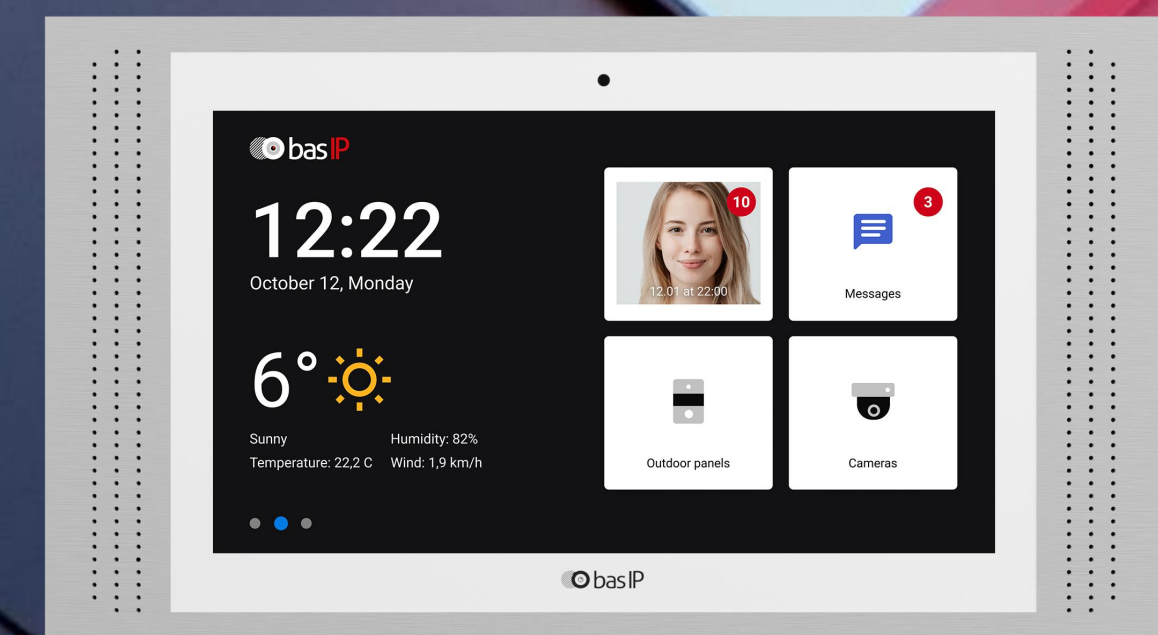 bas IP
12:22
October 12, Monday
6°
Sunny
Humidity: 82%
Temperature: 22,2 C
Wind: 1,9 km/h
10
12.01 at 22:00
3
Messages
Outdoor panels
Cameras
bas IP